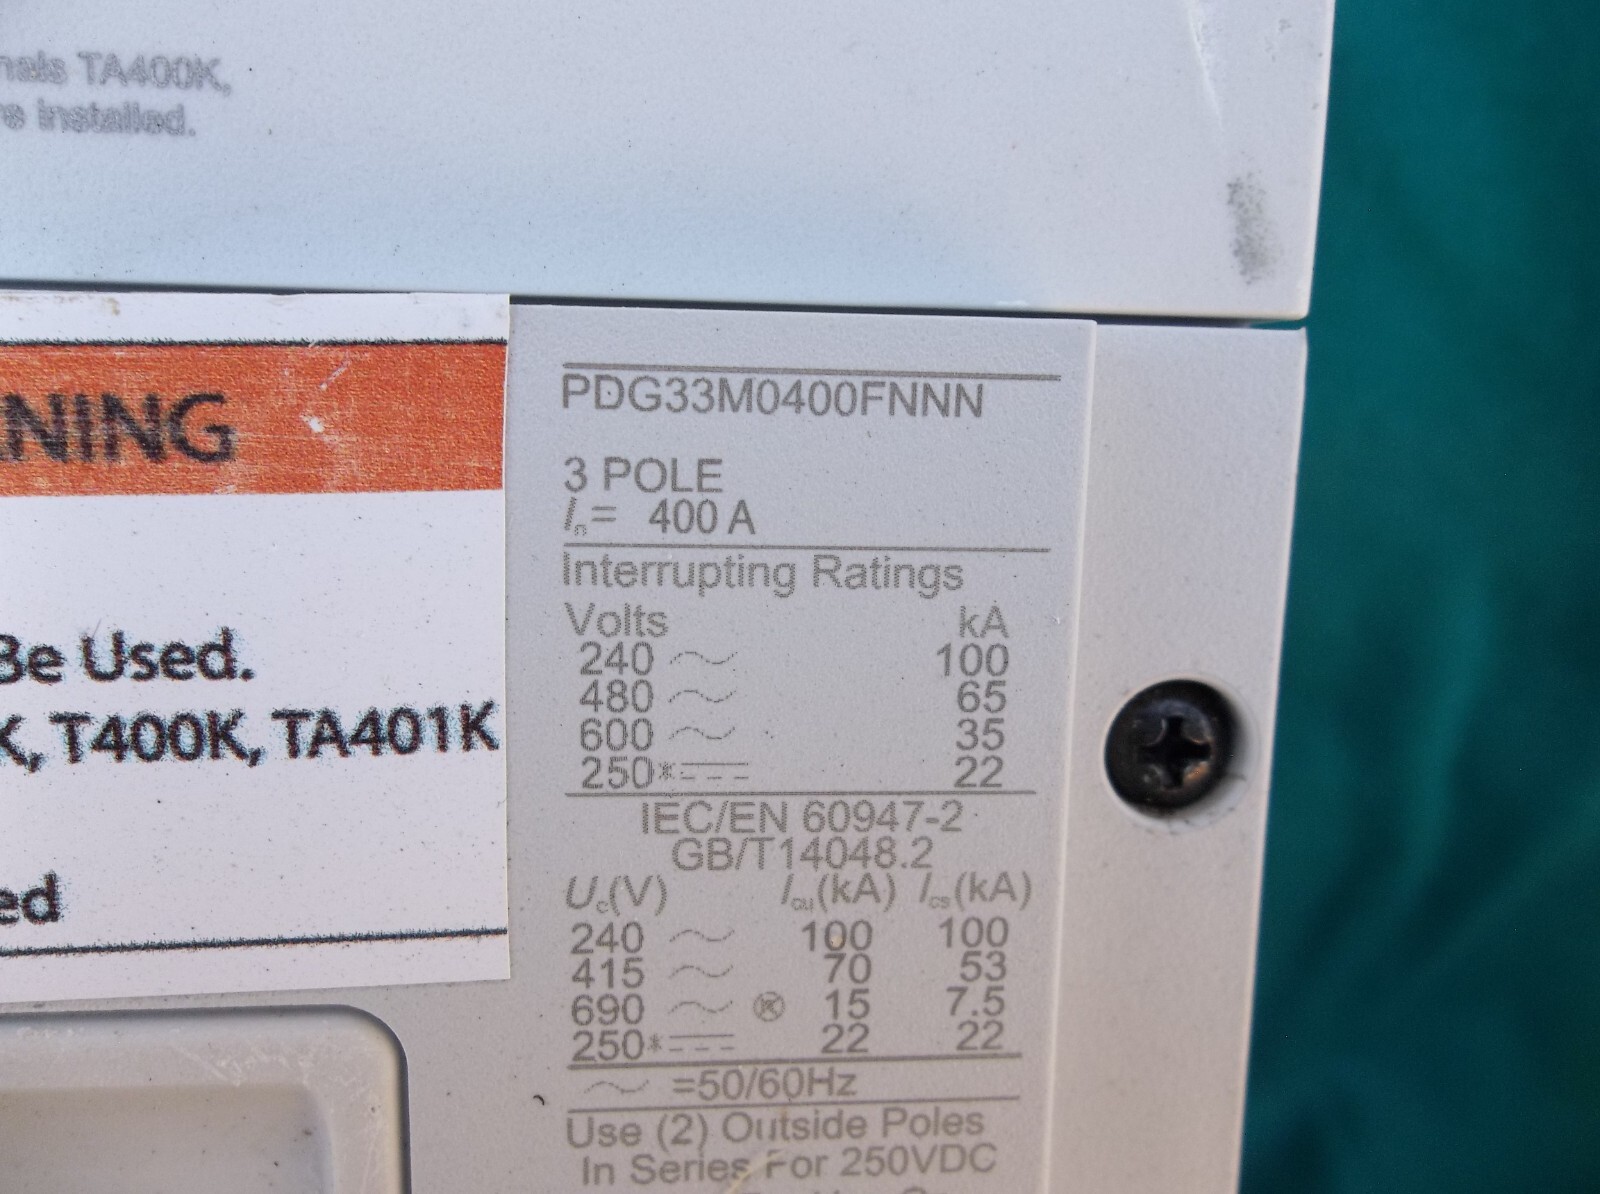 TA400K,
installed.
NING
Be Used.
K, T400K, TA401K
ed
PDG33M0400FNNN
3 POLE
In= 400 A
Interrupting Ratings
Volts kA
240 ~ 100
480 ~ 65
600 ~ 35
250*⎓ 22
IEC/EN 60947-2
GB/T14048.2
Uc(V) Icu(kA) Ics(kA)
240 ~ 100 100
415 ~ 70 53
690 ~ 15 7.5
250*⎓ 22 22
~ =50/60Hz
Use (2) Outside Poles
In Series For 250VDC